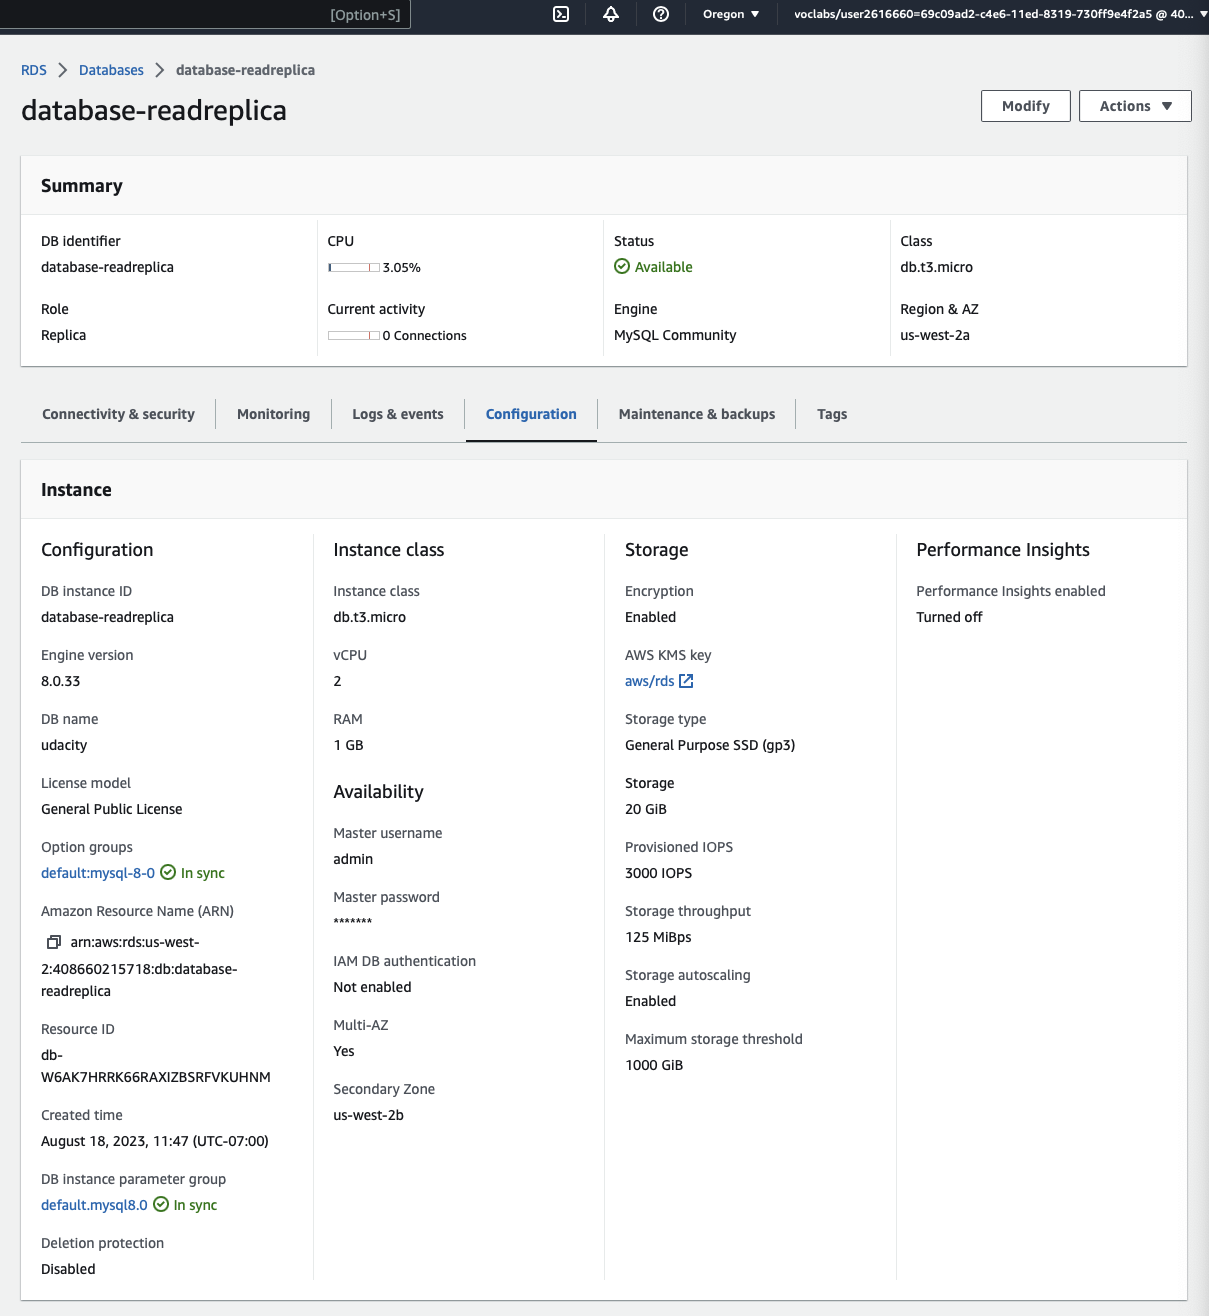 [Option+S]
Oregon ▼
voclabs/user2616660=69c09ad2-c4e6-11ed-8319-730ff9e4f2a5 @ 40... ▼
RDS > Databases > database-readreplica
database-readreplica
Modify
Actions ▼
Summary
DB identifier
database-readreplica
CPU
3.05%
Status
Available
Class
db.t3.micro
Role
Replica
Current activity
0 Connections
Engine
MySQL Community
Region & AZ
us-west-2a
Connectivity & security
Monitoring
Logs & events
Configuration
Maintenance & backups
Tags
Instance
Configuration
DB instance ID
database-readreplica
Engine version
8.0.33
DB name
udacity
License model
General Public License
Option groups
default:mysql-8-0 In sync
Amazon Resource Name (ARN)
arn:aws:rds:us-west-
2:408660215718:db:database-
readreplica
Resource ID
db-
W6AK7HRRK66RAXIZBSRFVKUHNM
Created time
August 18, 2023, 11:47 (UTC-07:00)
DB instance parameter group
default.mysql8.0 In sync
Deletion protection
Disabled
Instance class
Instance class
db.t3.micro
vCPU
2
RAM
1 GB
Availability
Master username
admin
Master password
*******
IAM DB authentication
Not enabled
Multi-AZ
Yes
Secondary Zone
us-west-2b
Storage
Encryption
Enabled
AWS KMS key
aws/rds
Storage type
General Purpose SSD (gp3)
Storage
20 GiB
Provisioned IOPS
3000 IOPS
Storage throughput
125 MiBps
Storage autoscaling
Enabled
Maximum storage threshold
1000 GiB
Performance Insights
Performance Insights enabled
Turned off